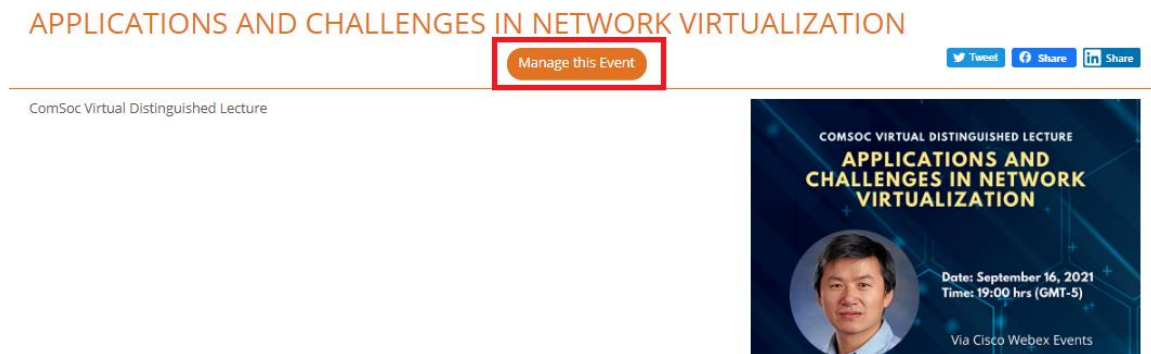 APPLICATIONS AND CHALLENGES IN NETWORK VIRTUALIZATION
Manage this Event
Tweet
Share
in Share
ComSoc Virtual Distinguished Lecture
COMSOC VIRTUAL DISTINGUISHED LECTURE
APPLICATIONS AND
CHALLENGES IN NETWORK
VIRTUALIZATION
Date: September 16, 2021
Time: 19:00 hrs (GMT-5)
Via Cisco Webex Events